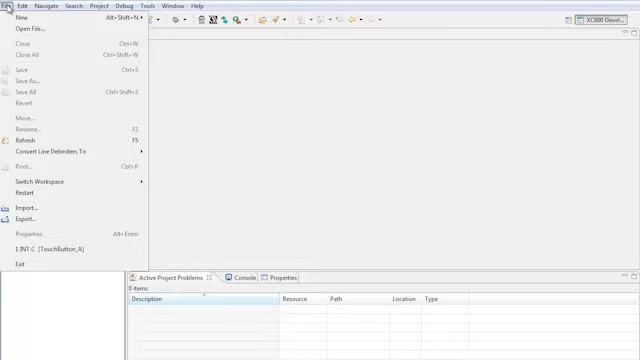 File Edit Navigate Search Project Debug Tools Window Help
New Alt+Shift+N
Open File...
XC800 Devel...
Close Ctrl+W
Close All Ctrl+Shift+W
Save Ctrl+S
Save As...
Save All Ctrl+Shift+S
Revert
Move...
Rename... F2
Refresh F5
Convert Line Delimiters To
Print... Ctrl+P
Switch Workspace
Restart
Import...
Export...
Properties Alt+Enter
1 INT.C [TouchButton_A]
Exit
Active Project Problems Console Properties
0 items
Description Resource Path Location Type